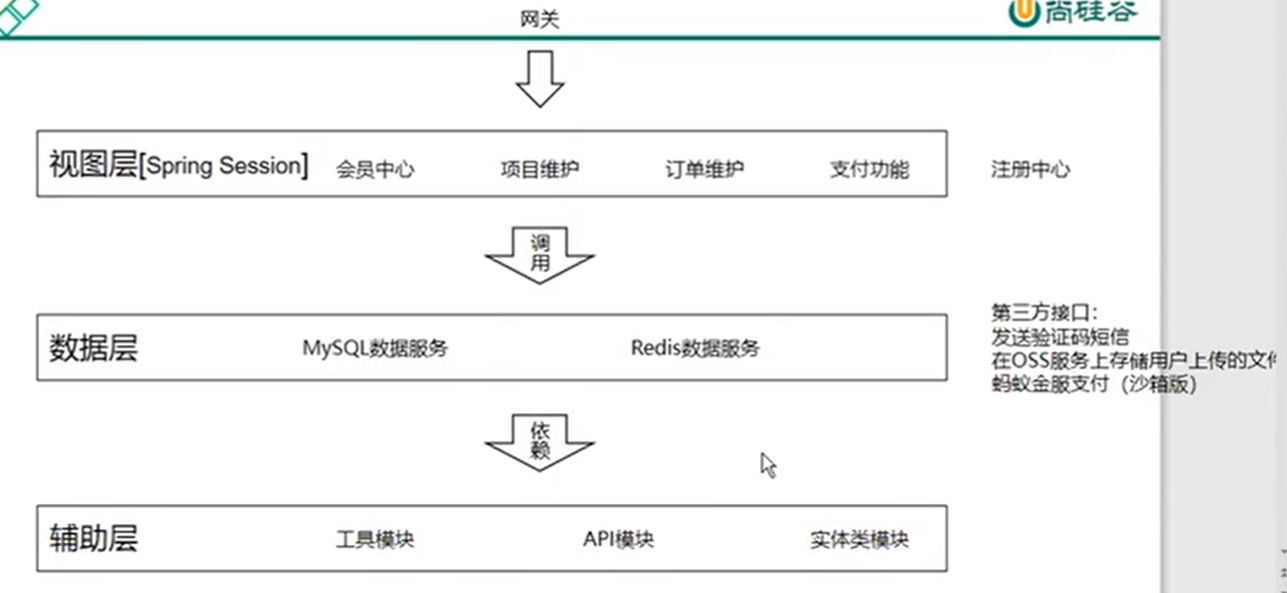 网关
尚硅谷
视图层[Spring Session] 会员中心 项目维护 订单维护 支付功能
注册中心
调用
数据层 MySQL数据服务 Redis数据服务
第三方接口：
发送验证码短信
在OSS服务上存储用户上传的文件
蚂蚁金服支付（沙箱版）
依赖
辅助层 工具模块 API模块 实体类模块